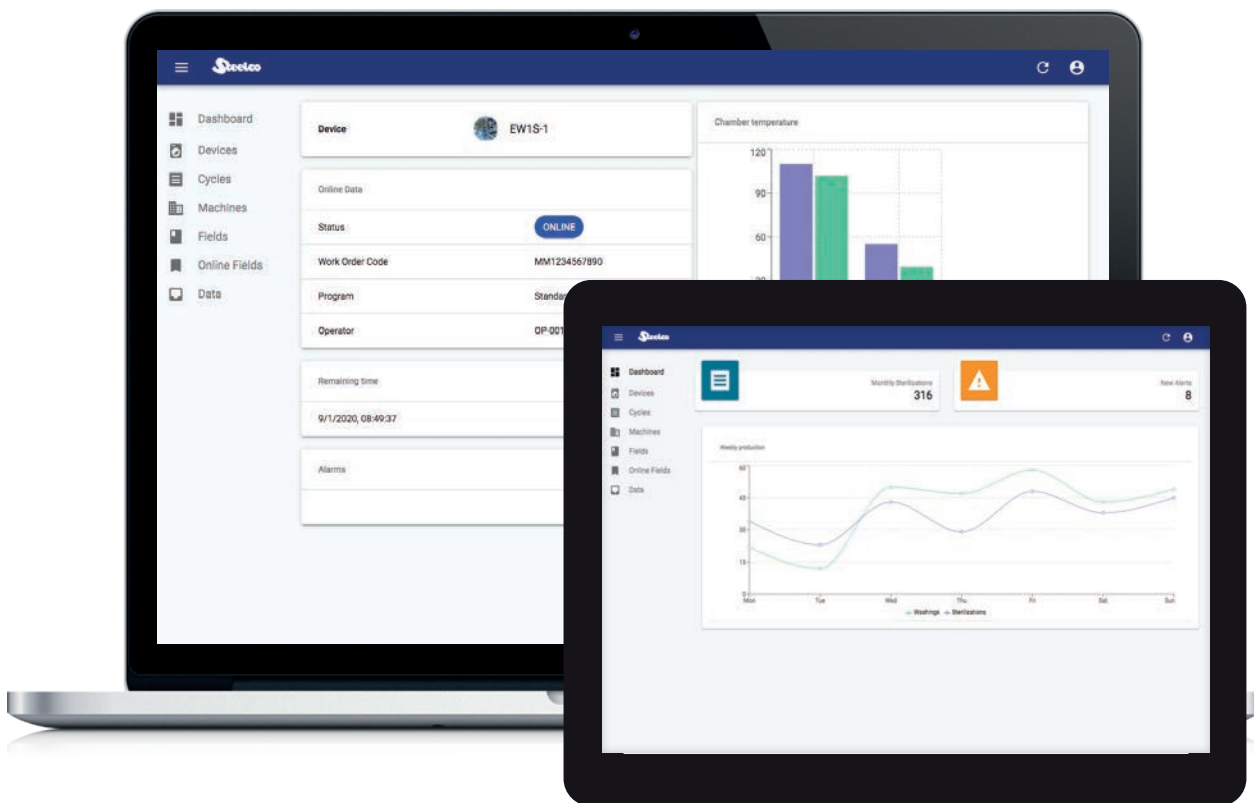 Steelco
Dashboard
Devices
Cycles
Machines
Fields
Online Fields
Data
Device EW1S-1
Online Data
Status ONLINE
Work Order Code MM1234567890
Program
Operator OP-001
Remaining time
9/1/2020, 08:49:37
Alarms
Chamber temperature
120
90
60
Steelco
Dashboard
Devices
Cycles
Machines
Fields
Online Fields
Data
Monthly Sterilizations
316
New Alerts
8
Weekly production
60
45
30
15
0
Mon Tue Wed Thu Fri Sat Sun
Washings Sterilizations